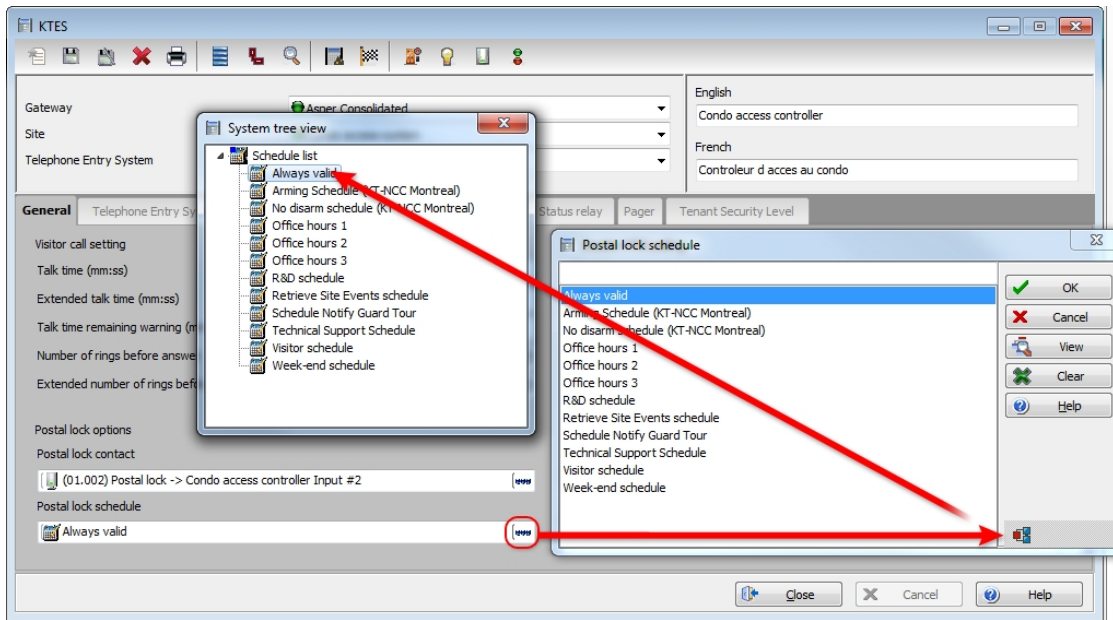 KTES
Gateway
Asper Consolidated
Site
Telephone Entry System
English
Condo access controller
French
Controleur d acces au condo
General
Telephone Entry Sy
Status relay
Pager
Tenant Security Level
Visitor call setting
Talk time (mm:ss)
Extended talk time (mm:ss)
Talk time remaining warning (m
Number of rings before answe
Extended number of rings befo
Postal lock options
Postal lock contact
(01.002) Postal lock -> Condo access controller Input #2
Postal lock schedule
Always valid
System tree view
Schedule list
Always valid
Arming Schedule (KT-NCC Montreal)
No disarm schedule (KT-NCC Montreal)
Office hours 1
Office hours 2
Office hours 3
R&D schedule
Retrieve Site Events schedule
Schedule Notify Guard Tour
Technical Support Schedule
Visitor schedule
Week-end schedule
Postal lock schedule
Always valid
Arming Schedule (KT-NCC Montreal)
No disarm schedule (KT-NCC Montreal)
Office hours 1
Office hours 2
Office hours 3
R&D schedule
Retrieve Site Events schedule
Schedule Notify Guard Tour
Technical Support Schedule
Visitor schedule
Week-end schedule
OK
Cancel
View
Clear
Help
Close
Cancel
Help